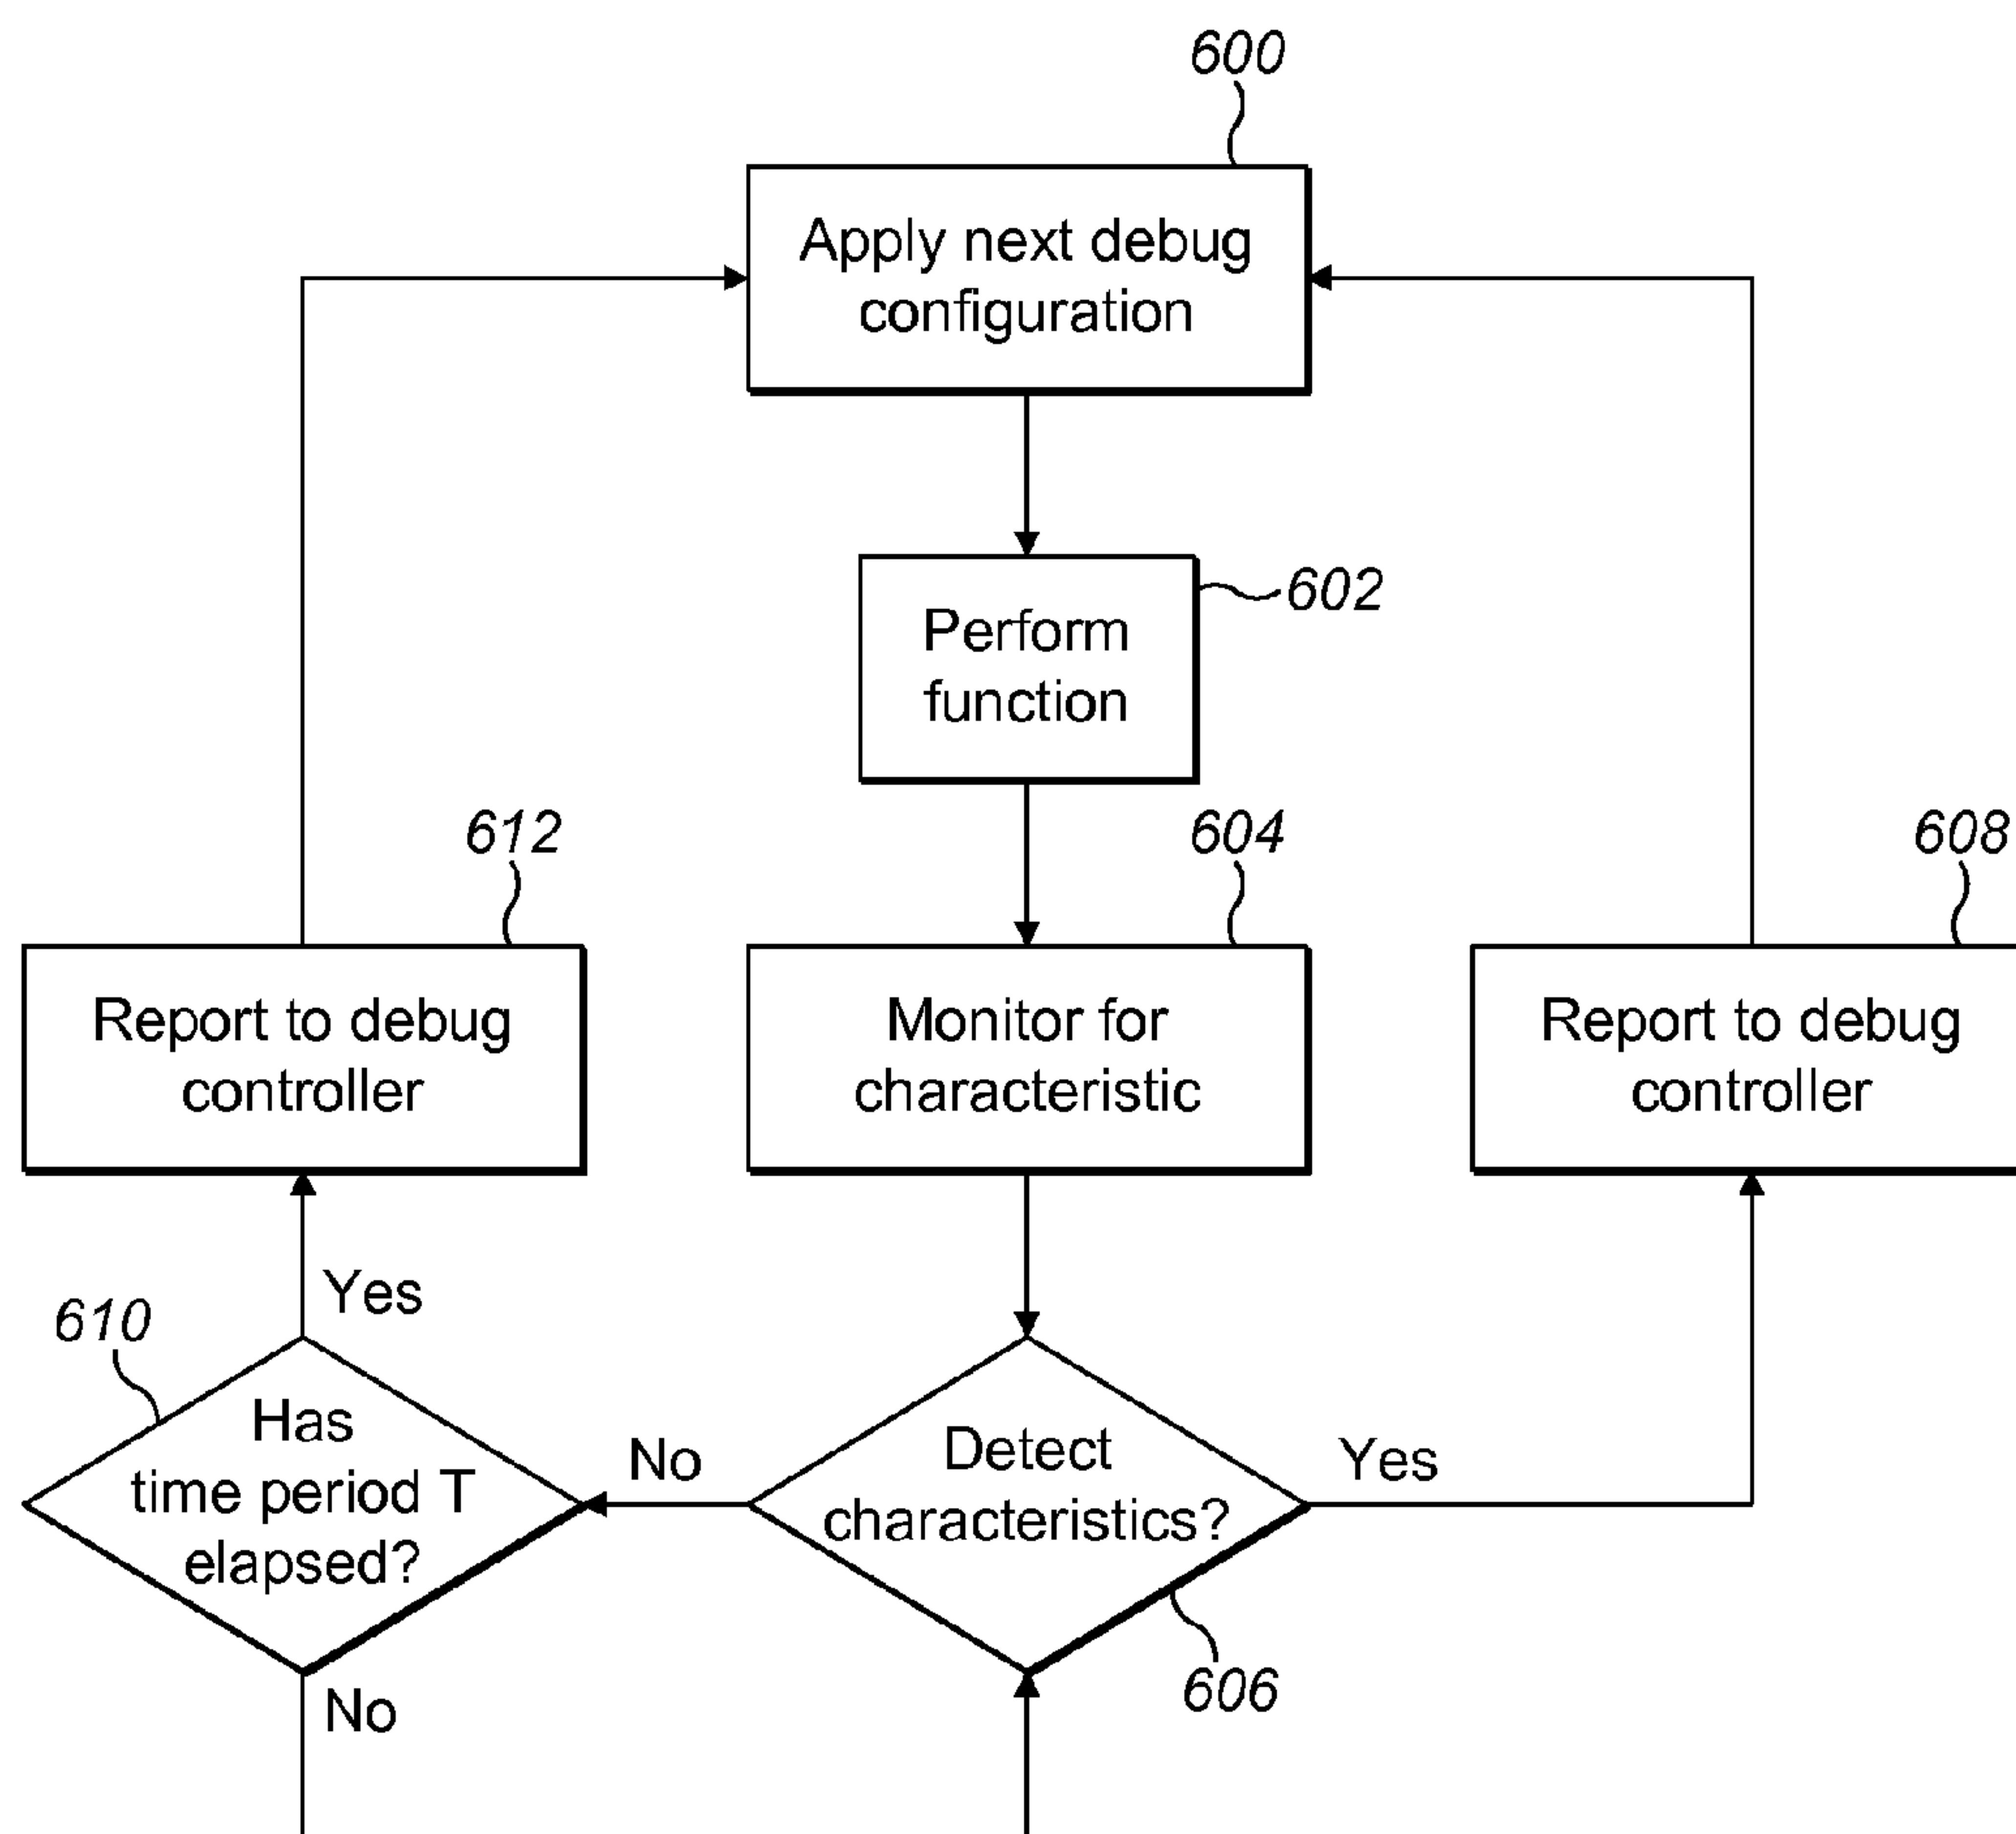 600
Apply next debug
configuration
602
Perform
function
612
604
608
Report to debug
controller
Monitor for
characteristic
Report to debug
controller
Yes
610
Has
time period T
elapsed?
No
Detect
characteristics?
Yes
606
No